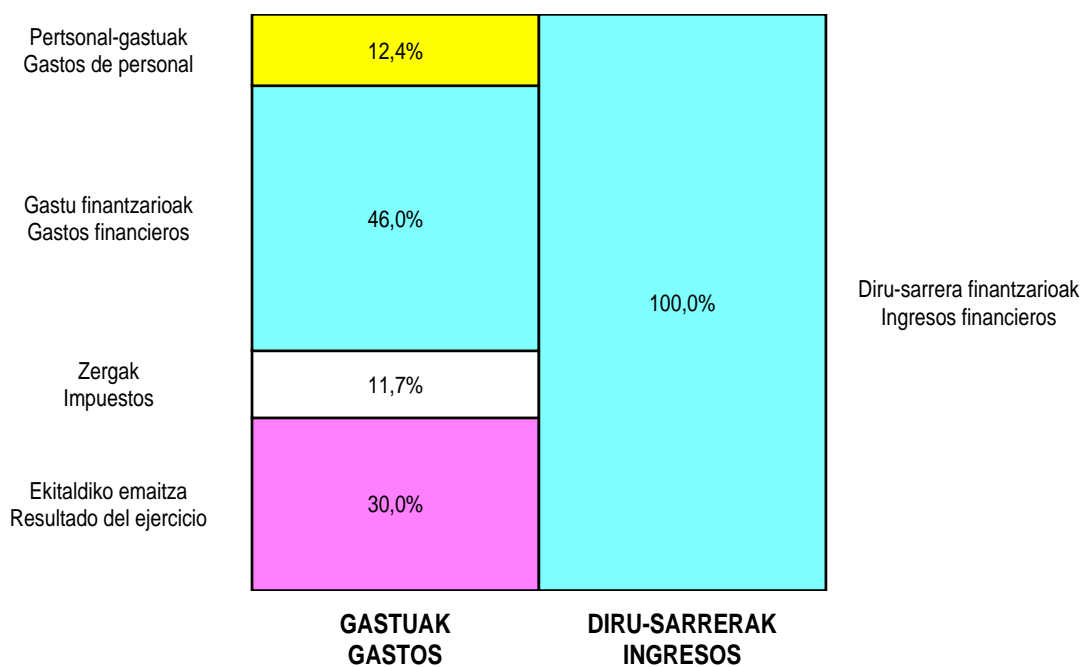 Pertsonal-gastuak
Gastos de personal
12,4%
Gastu finantzarioak
Gastos financieros
46,0%
100,0%
Diru-sarrera finantzarioak
Ingresos financieros
Zergak
Impuestos
11,7%
Ekitaldiko emaitza
Resultado del ejercicio
30,0%
GASTUAK
GASTOS
DIRU-SARRERAK
INGRESOS